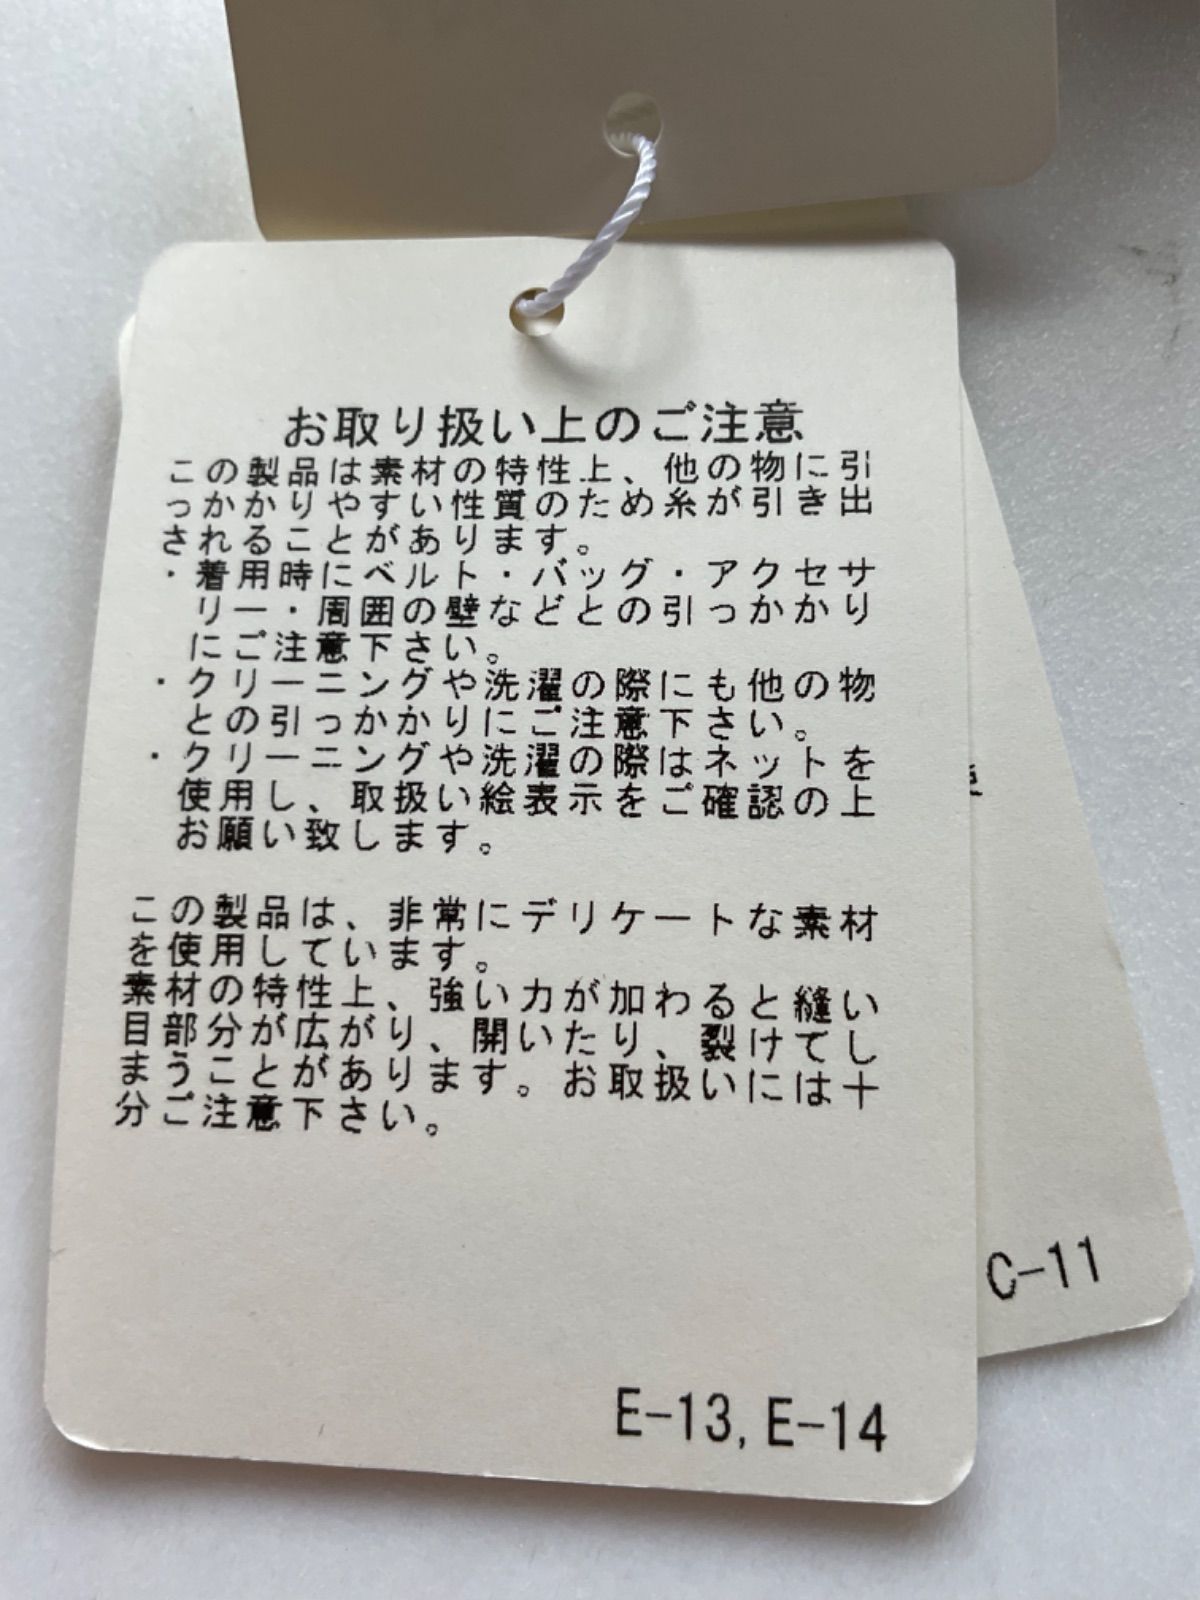 お取り扱い上のご注意
この製品は素材の特性上、他の物に引
っかかりやすい性質のため糸が引き出
されることがあります。
・着用時にベルト・バッグ・アクセサ
リー・周囲の壁などとの引っかかり
にご注意下さい。
・クリーニングや洗濯の際にも他の物
との引っかかりにご注意下さい。
・クリーニングや洗濯の際はネットを
使用し、取扱い絵表示をご確認の上
お願い致します。
この製品は、非常にデリケートな素材
を使用しています。
素材の特性上、強い力が加わると縫い
目部分が広がり、開いたり、裂けてし
まうことがあります。お取扱いには十
分ご注意下さい。
E-13, E-14
C-11